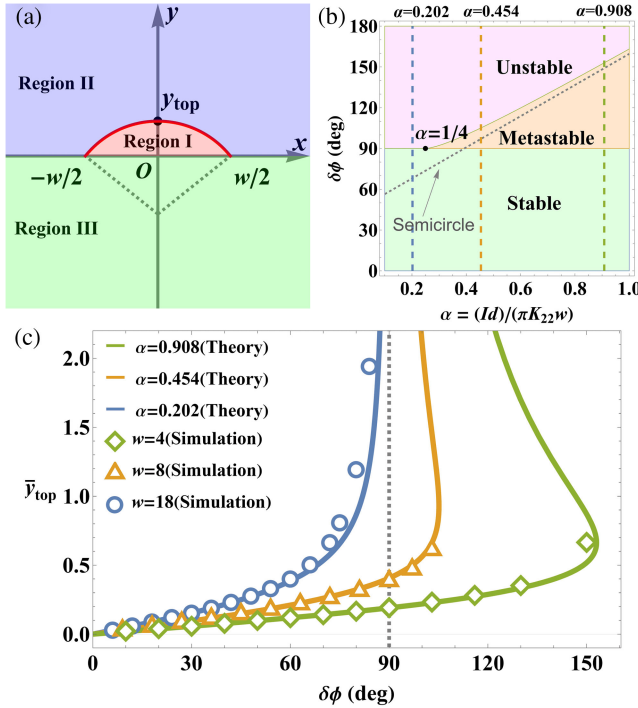 (a)
y
Region II
y_top
Region I
x
−w/2
O
w/2
Region III
(b)
α=0.202
α=0.454
α=0.908
180
150
120
90
60
30
0
δϕ (deg)
Unstable
α=1/4
Metastable
Semicircle
Stable
0.2
0.4
0.6
0.8
1.0
α = (Id)/(πK₂₂w)
(c)
2.0
1.5
1.0
0.5
0.0
ȳ_top
α=0.908(Theory)
α=0.454(Theory)
α=0.202(Theory)
w=4(Simulation)
w=8(Simulation)
w=18(Simulation)
0
30
60
90
120
150
δϕ (deg)